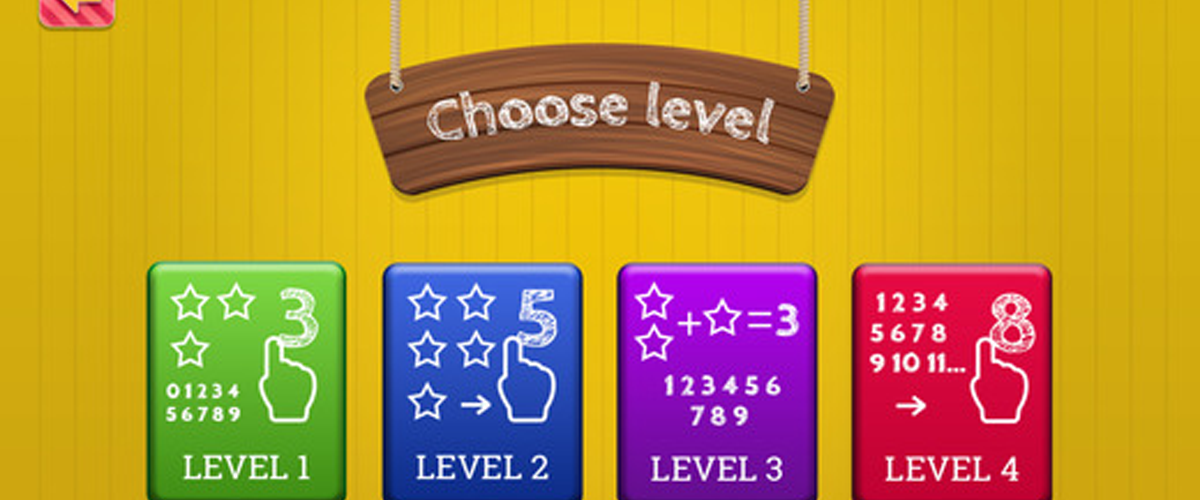 Choose level
3
0 1 2 3 4
5 6 7 8 9
LEVEL 1
5
→
LEVEL 2
+ = 3
1 2 3 4 5 6
7 8 9
LEVEL 3
1 2 3 4
5 6 7 8
9 10 11...
8
→
LEVEL 4